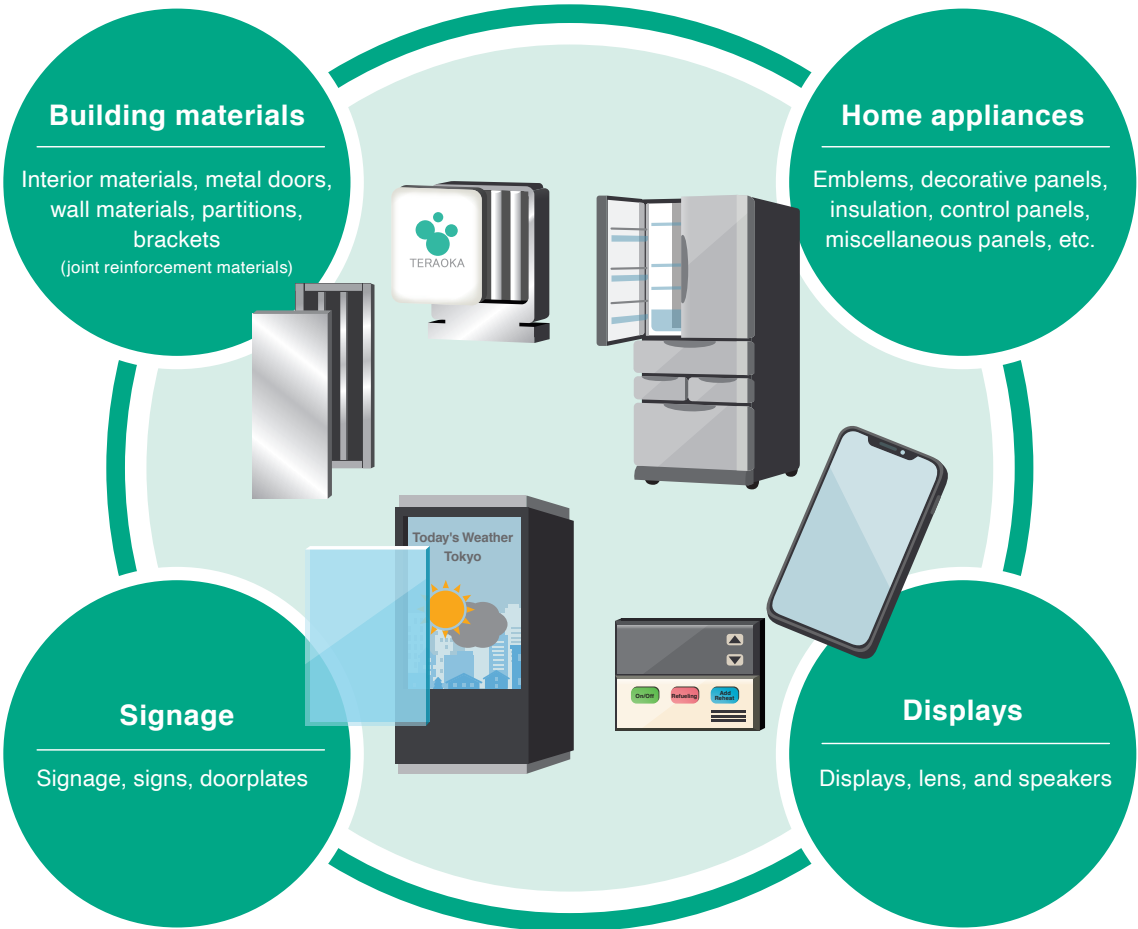 Building materials
Interior materials, metal doors,
wall materials, partitions,
brackets
(joint reinforcement materials)
Home appliances
Emblems, decorative panels,
insulation, control panels,
miscellaneous panels, etc.
TERAOKA
Today's Weather
Tokyo
On/Off
Refueling
Add
Reheat
Signage
Signage, signs, doorplates
Displays
Displays, lens, and speakers